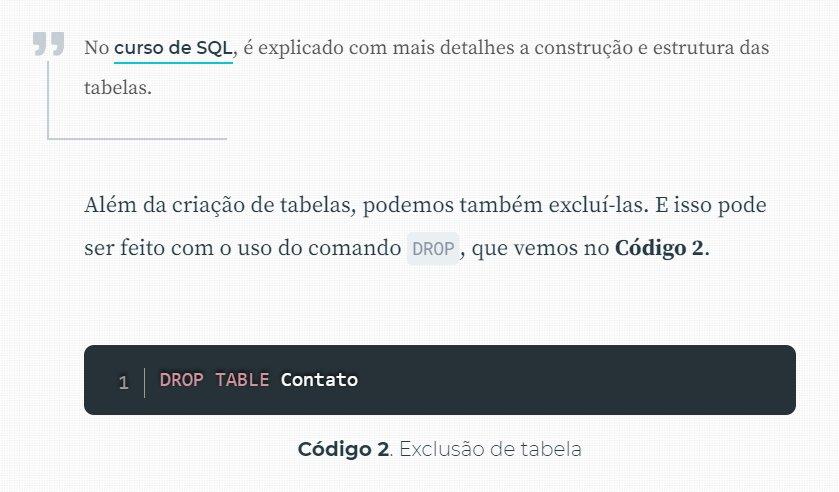 No curso de SQL, é explicado com mais detalhes a construção e estrutura das
tabelas.
Além da criação de tabelas, podemos também excluí-las. E isso pode
ser feito com o uso do comando DROP, que vemos no Código 2.
1 DROP TABLE Contato
Código 2. Exclusão de tabela